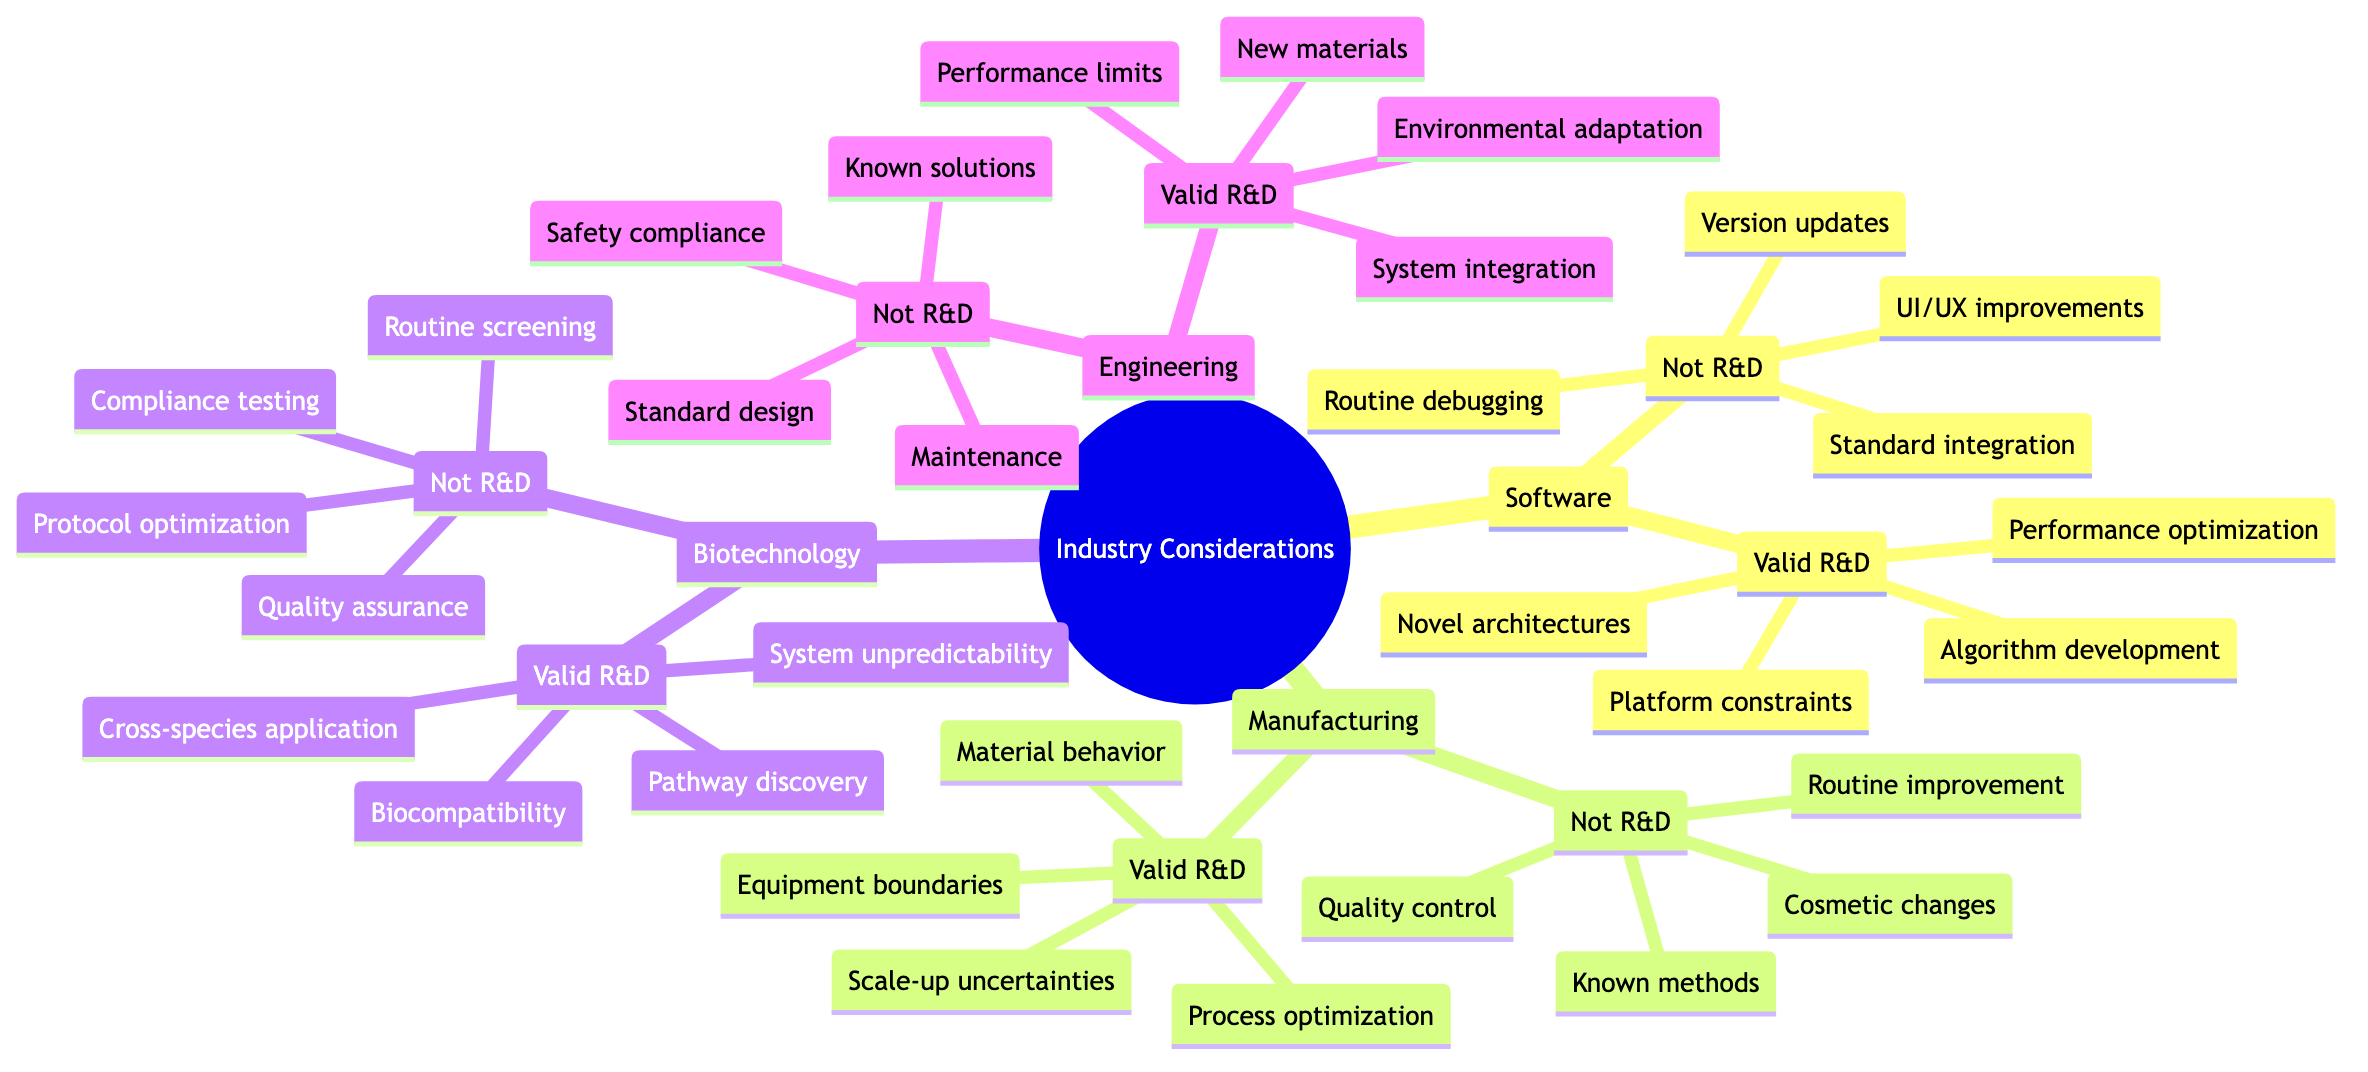 Industry Considerations
Software
Valid R&D
Novel architectures
Performance optimization
Algorithm development
Platform constraints
Not R&D
Routine debugging
Version updates
UI/UX improvements
Standard integration
Manufacturing
Valid R&D
Material behavior
Equipment boundaries
Scale-up uncertainties
Process optimization
Not R&D
Quality control
Routine improvement
Cosmetic changes
Known methods
Biotechnology
Valid R&D
System unpredictability
Cross-species application
Biocompatibility
Pathway discovery
Not R&D
Routine screening
Compliance testing
Protocol optimization
Quality assurance
Engineering
Valid R&D
Performance limits
New materials
Environmental adaptation
System integration
Not R&D
Known solutions
Safety compliance
Standard design
Maintenance